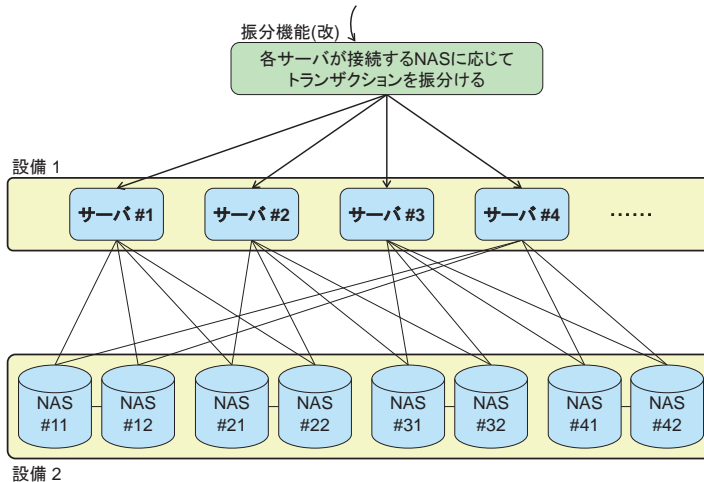 振分機能(改)
各サーバが接続するNASに応じて
トランザクションを振分ける
設備 1
サーバ #1
サーバ #2
サーバ #3
サーバ #4
……
NAS
#11
NAS
#12
NAS
#21
NAS
#22
NAS
#31
NAS
#32
NAS
#41
NAS
#42
設備 2